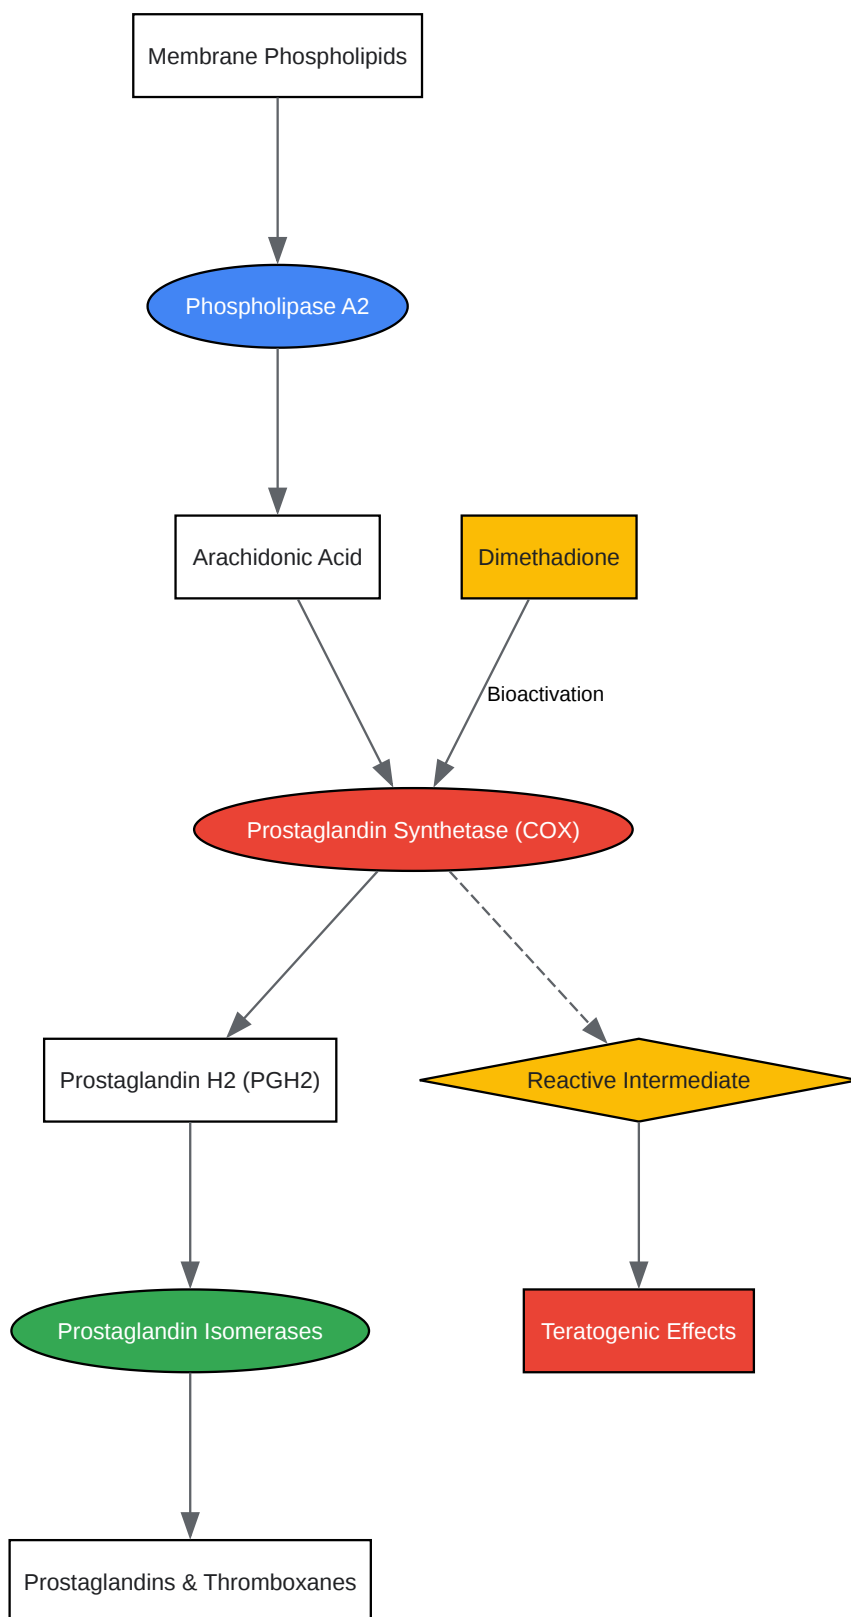 Membrane Phospholipids
Phospholipase A2
Arachidonic Acid
Dimethadione
Bioactivation
Prostaglandin Synthetase (COX)
Prostaglandin H2 (PGH2)
Reactive Intermediate
Prostaglandin Isomerases
Teratogenic Effects
Prostaglandins & Thromboxanes